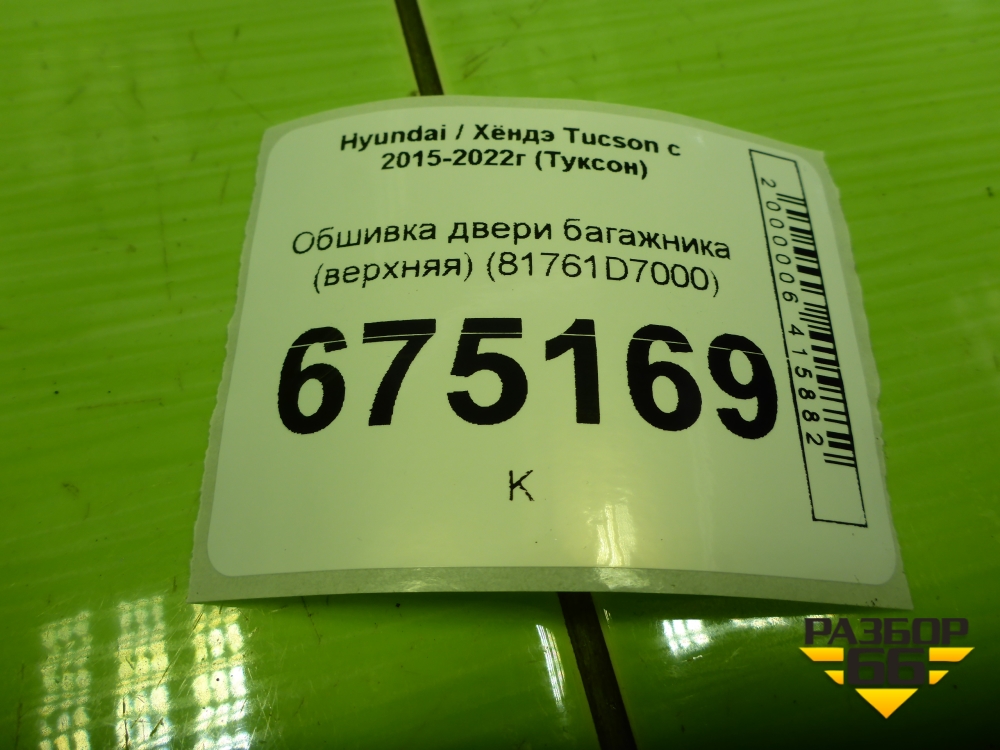 Hyundai / Хёндэ Tucson с
2015-2022г (Туксон)
Обшивка двери багажника
(верхняя) (81761D7000)
675169
К
2000006415882
РАЗБОР
66